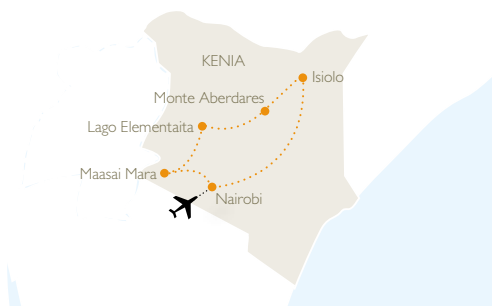 KENIA
Isiolo
Monte Aberdares
Lago Elementaita
Maasai Mara
Nairobi